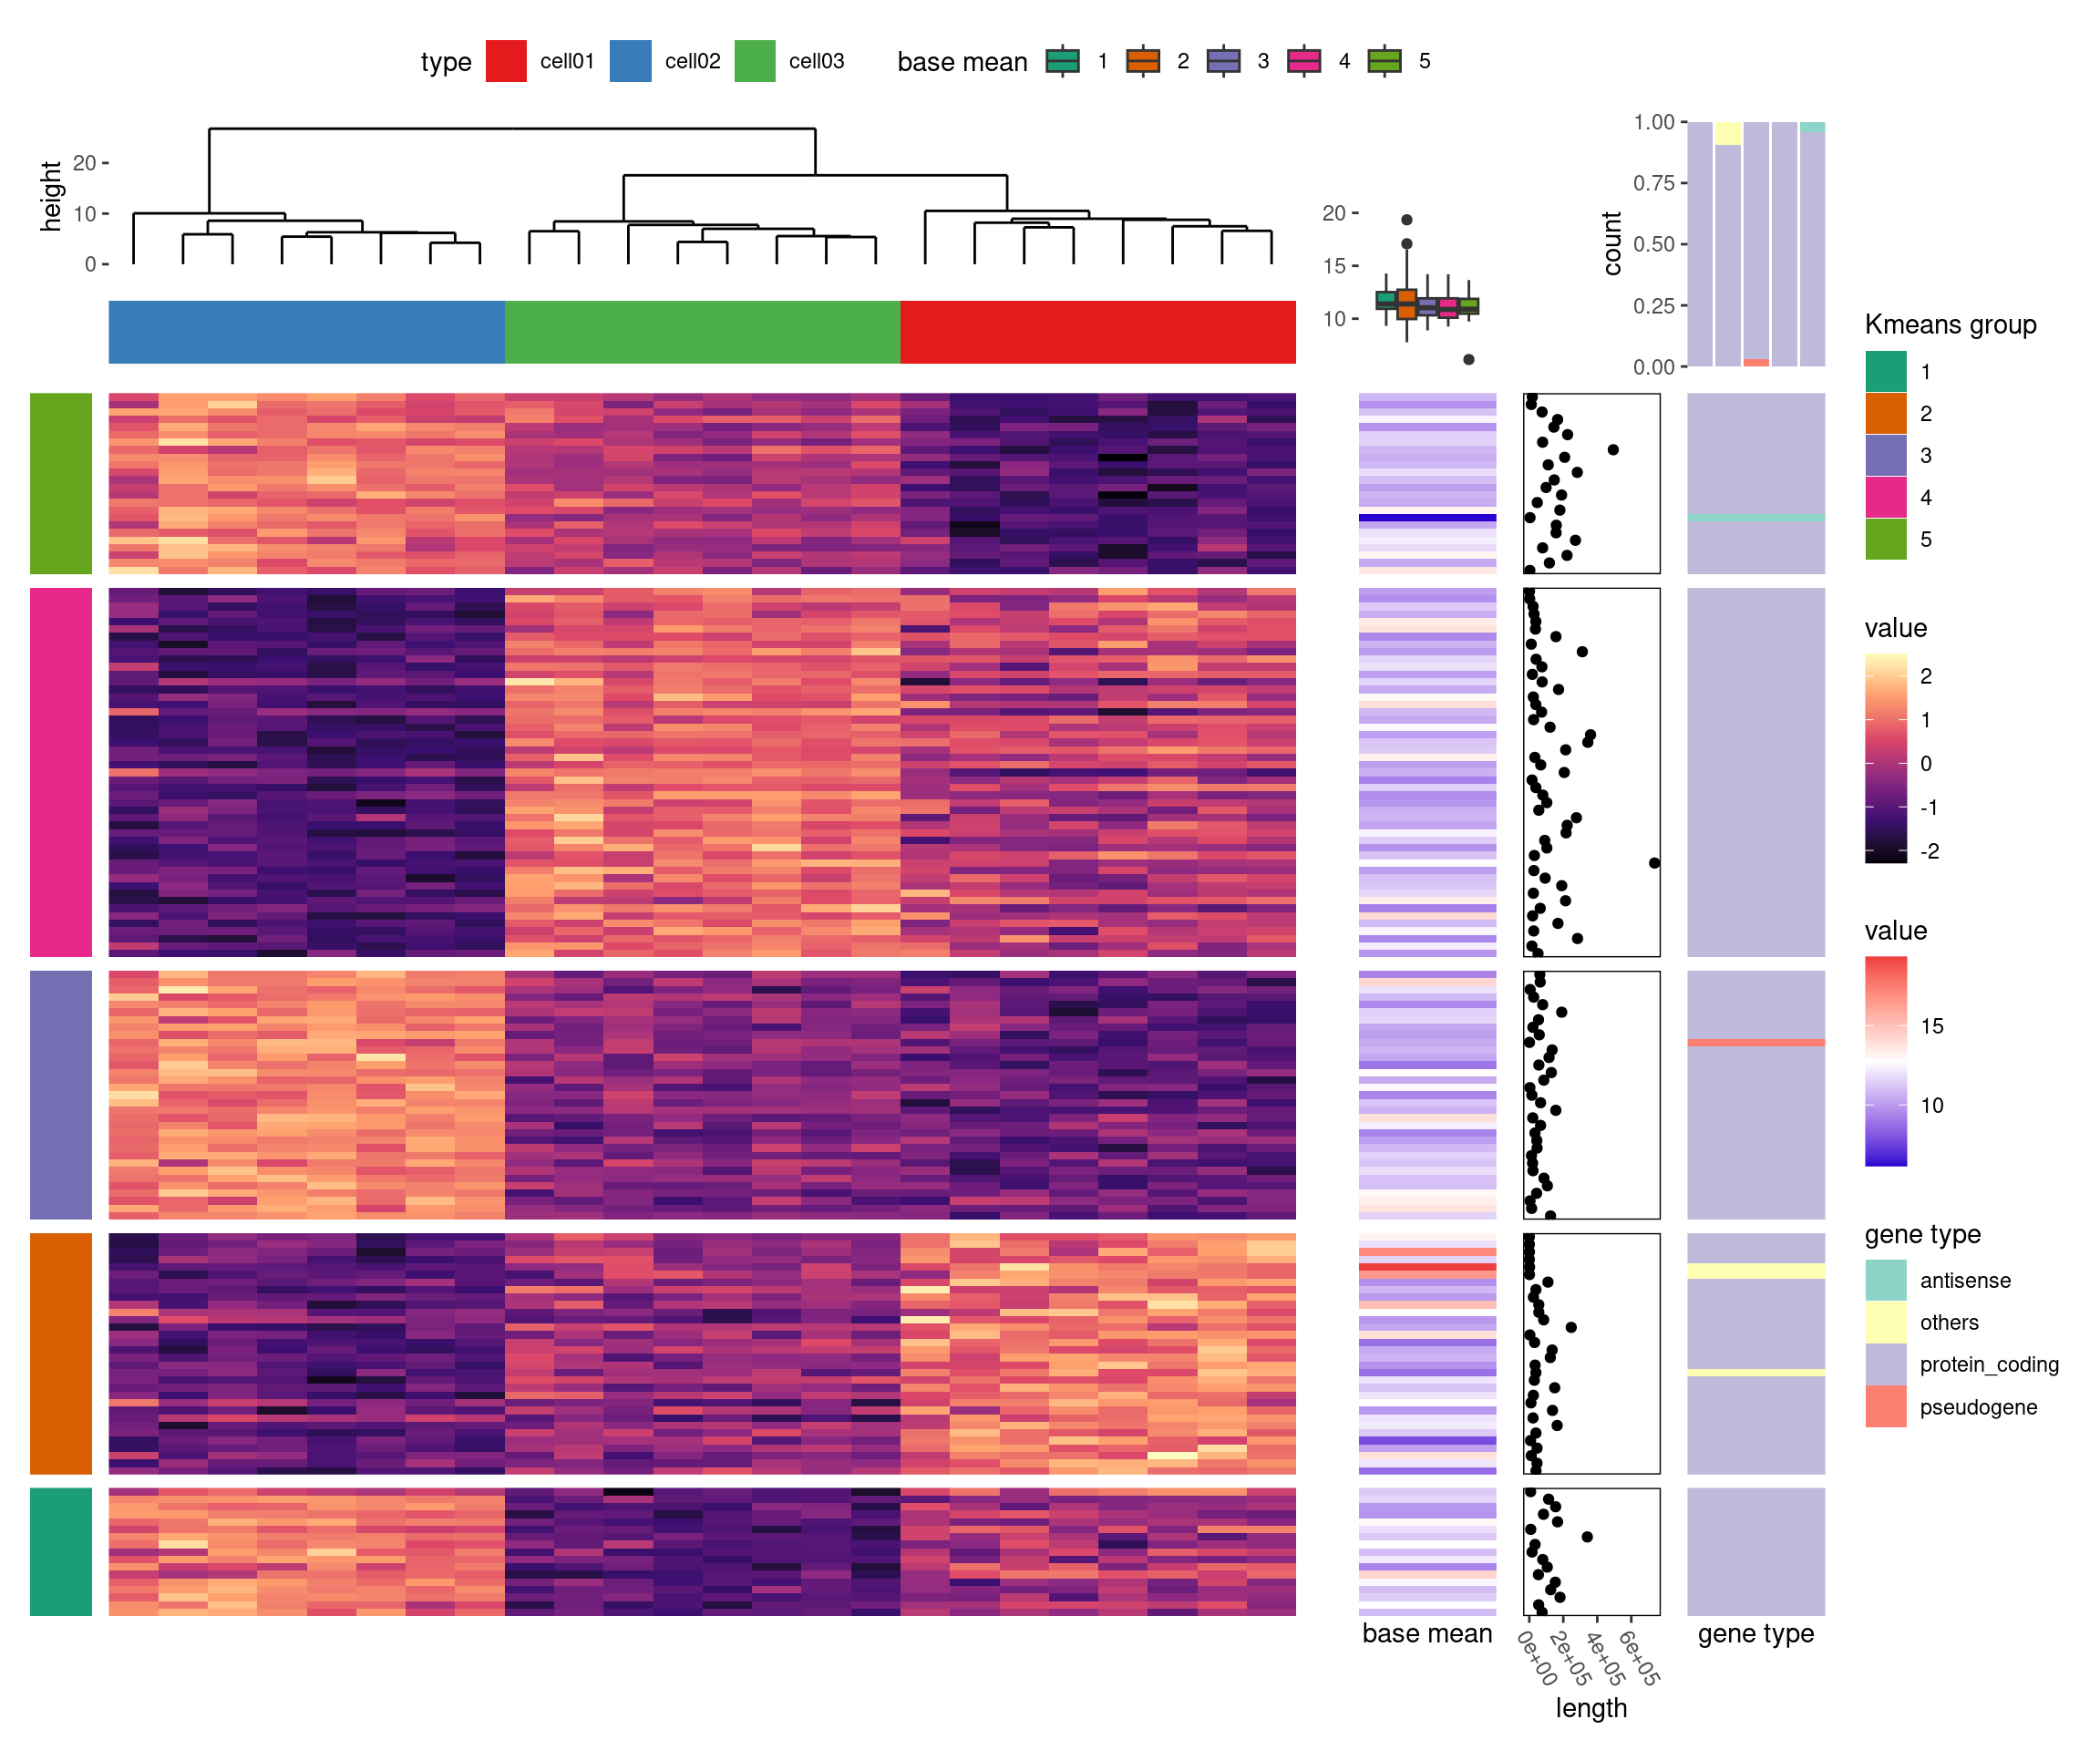 type cell01 cell02 cell03 base mean 1 2 3 4 5
height
20
10
0
20
15
10
count
1.00
0.75
0.50
0.25
0.00
Kmeans group
1
2
3
4
5
value
2
1
0
-1
-2
value
15
10
gene type
antisense
others
protein_coding
pseudogene
base mean
0e+00
2e+05
4e+05
6e+05
length
gene type